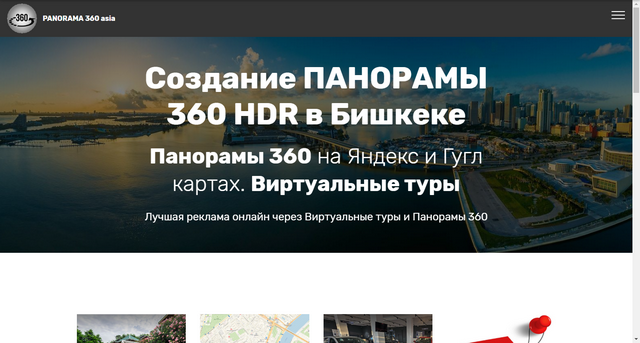 360
PANORAMA 360 asia
Создание ПАНОРАМЫ
360 HDR в Бишкеке
Панорамы 360 на Яндекс и Гугл
картах. Виртуальные туры
Лучшая реклама онлайн через Виртуальные туры и Панорамы 360